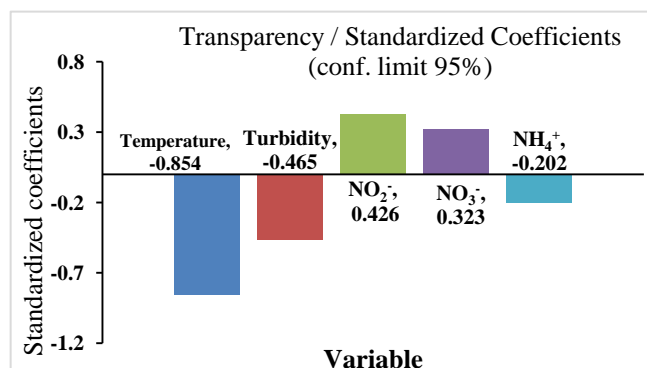 Transparency / Standardized Coefficients
(conf. limit 95%)
Standardized coefficients
0.8
0.3
-0.2
-0.7
-1.2
Temperature,
-0.854
Turbidity,
-0.465
NO₂⁻,
0.426
NO₃⁻,
0.323
NH₄⁺,
-0.202
Variable